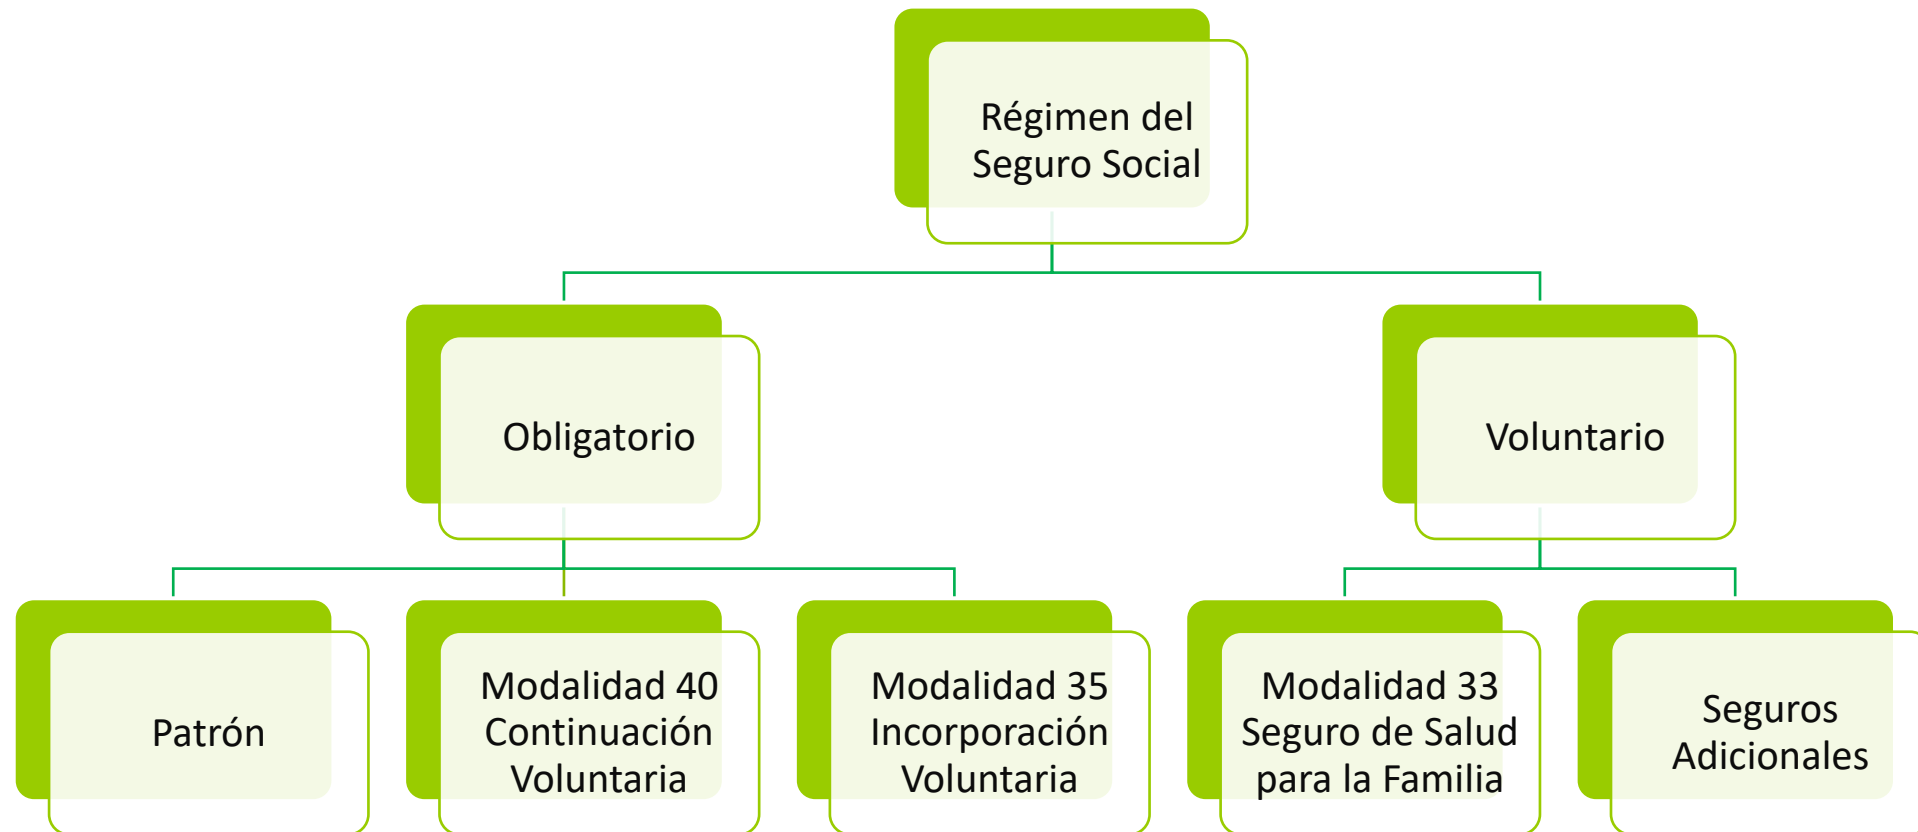 Régimen del
Seguro Social
Obligatorio
Voluntario
Patrón
Modalidad 40
Continuación
Voluntaria
Modalidad 35
Incorporación
Voluntaria
Modalidad 33
Seguro de Salud
para la Familia
Seguros
Adicionales